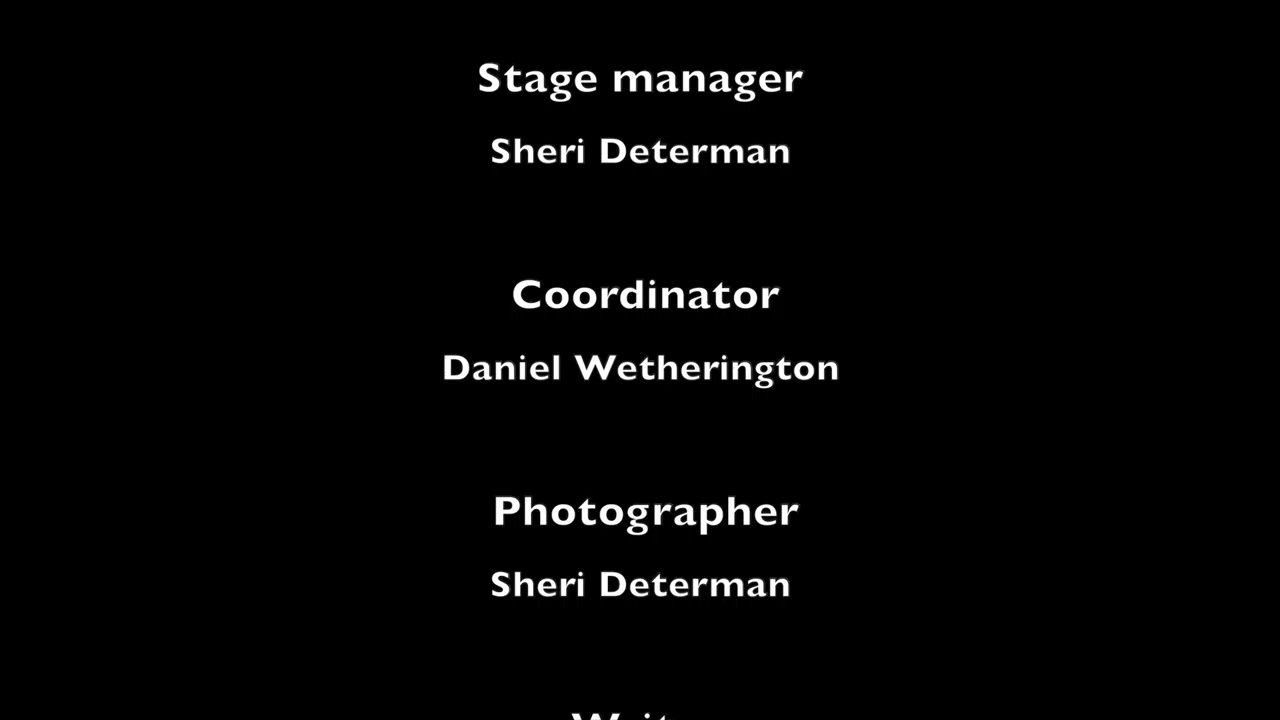 Stage manager
Sheri Determan
Coordinator
Daniel Wetherington
Photographer
Sheri Determan